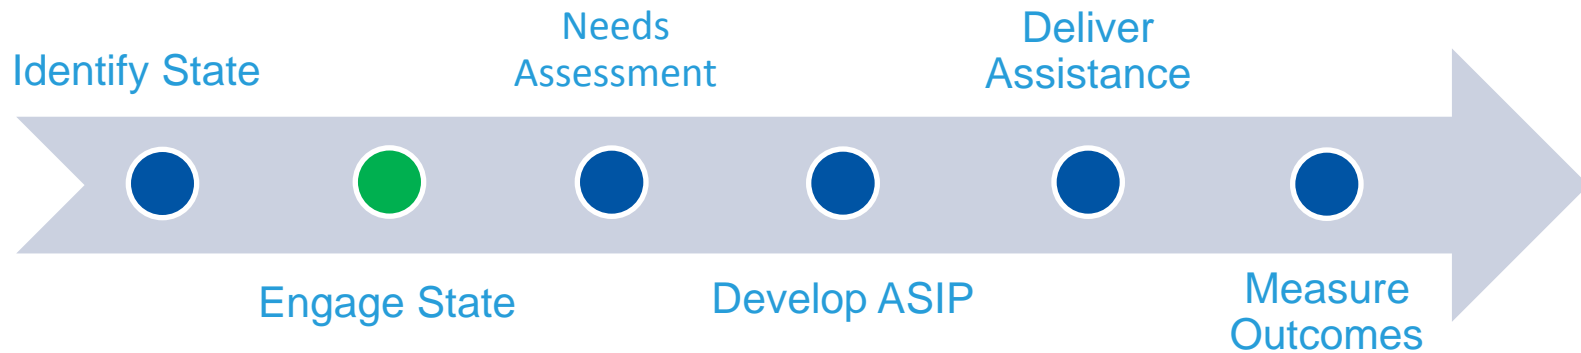 Identify State
Engage State
Needs
Assessment
Develop ASIP
Deliver
Assistance
Measure
Outcomes